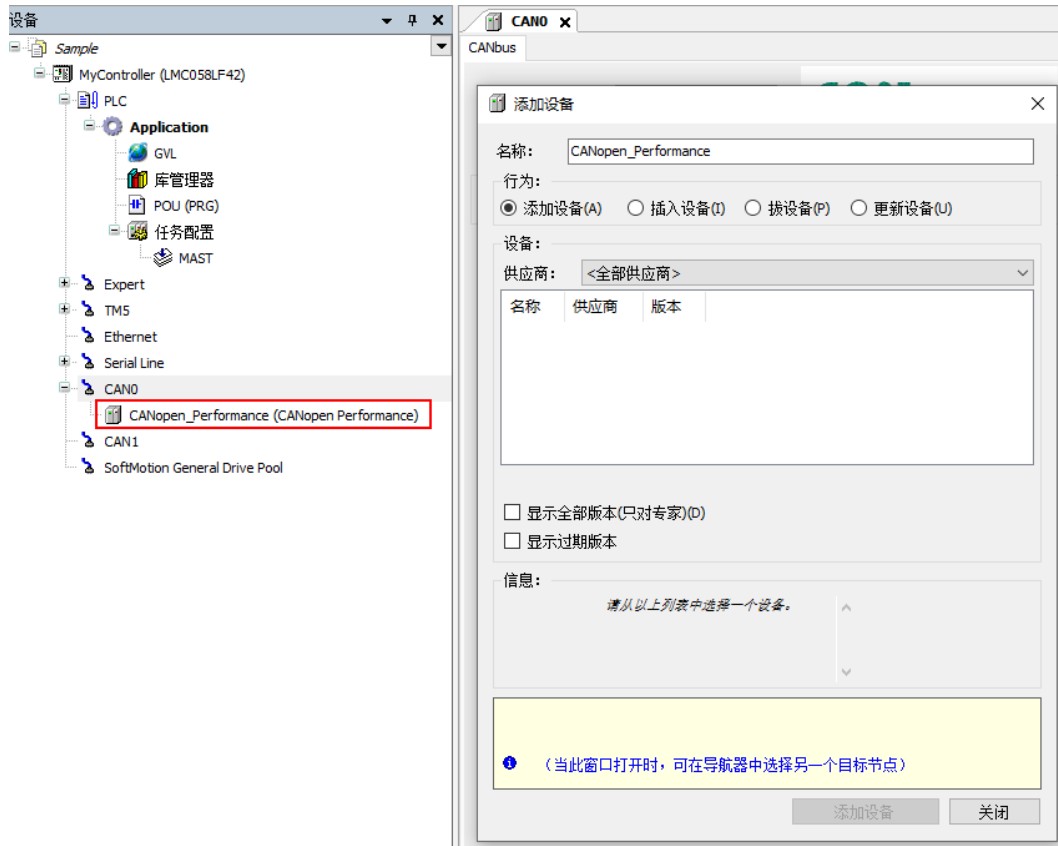 设备
Sample
MyController (LMC058LF42)
PLC
Application
GVL
库管理器
POU (PRG)
任务配置
MAST
Expert
TM5
Ethernet
Serial Line
CAN0
CANopen_Performance (CANopen Performance)
CAN1
SoftMotion General Drive Pool
CAN0
CANbus
添加设备
名称： CANopen_Performance
行为：
添加设备(A) 插入设备(I) 拔设备(P) 更新设备(U)
设备：
供应商： <全部供应商>
名称 供应商 版本
显示全部版本(只对专家)(D)
显示过期版本
信息：
请从以上列表中选择一个设备。
（当此窗口打开时，可在导航器中选择另一个目标节点）
添加设备 关闭